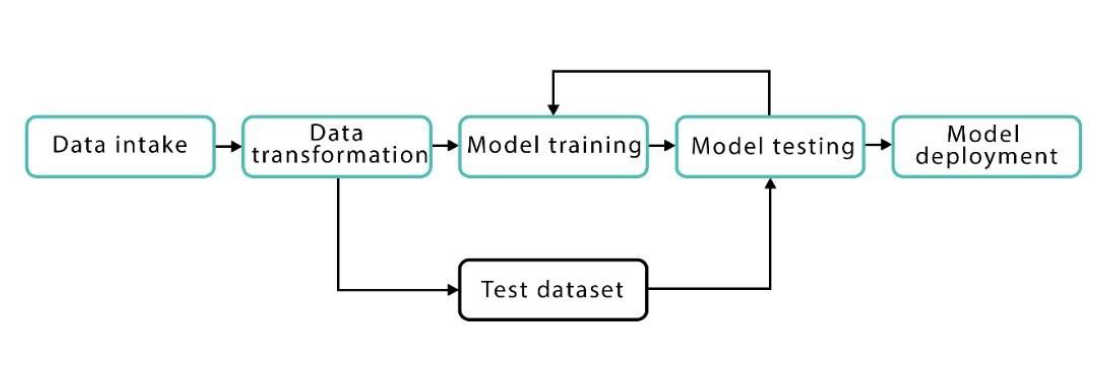 Data intake
Data
transformation
Model training
Model testing
Model
deployment
Test dataset